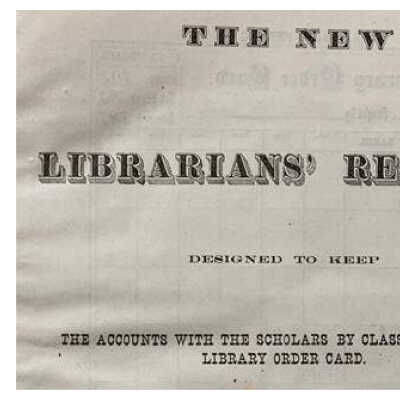 THE NEW
LIBRARIANS' RE
DESIGNED TO KEEP
THE ACCOUNTS WITH THE SCHOLARS BY CLASS
LIBRARY ORDER CARD.